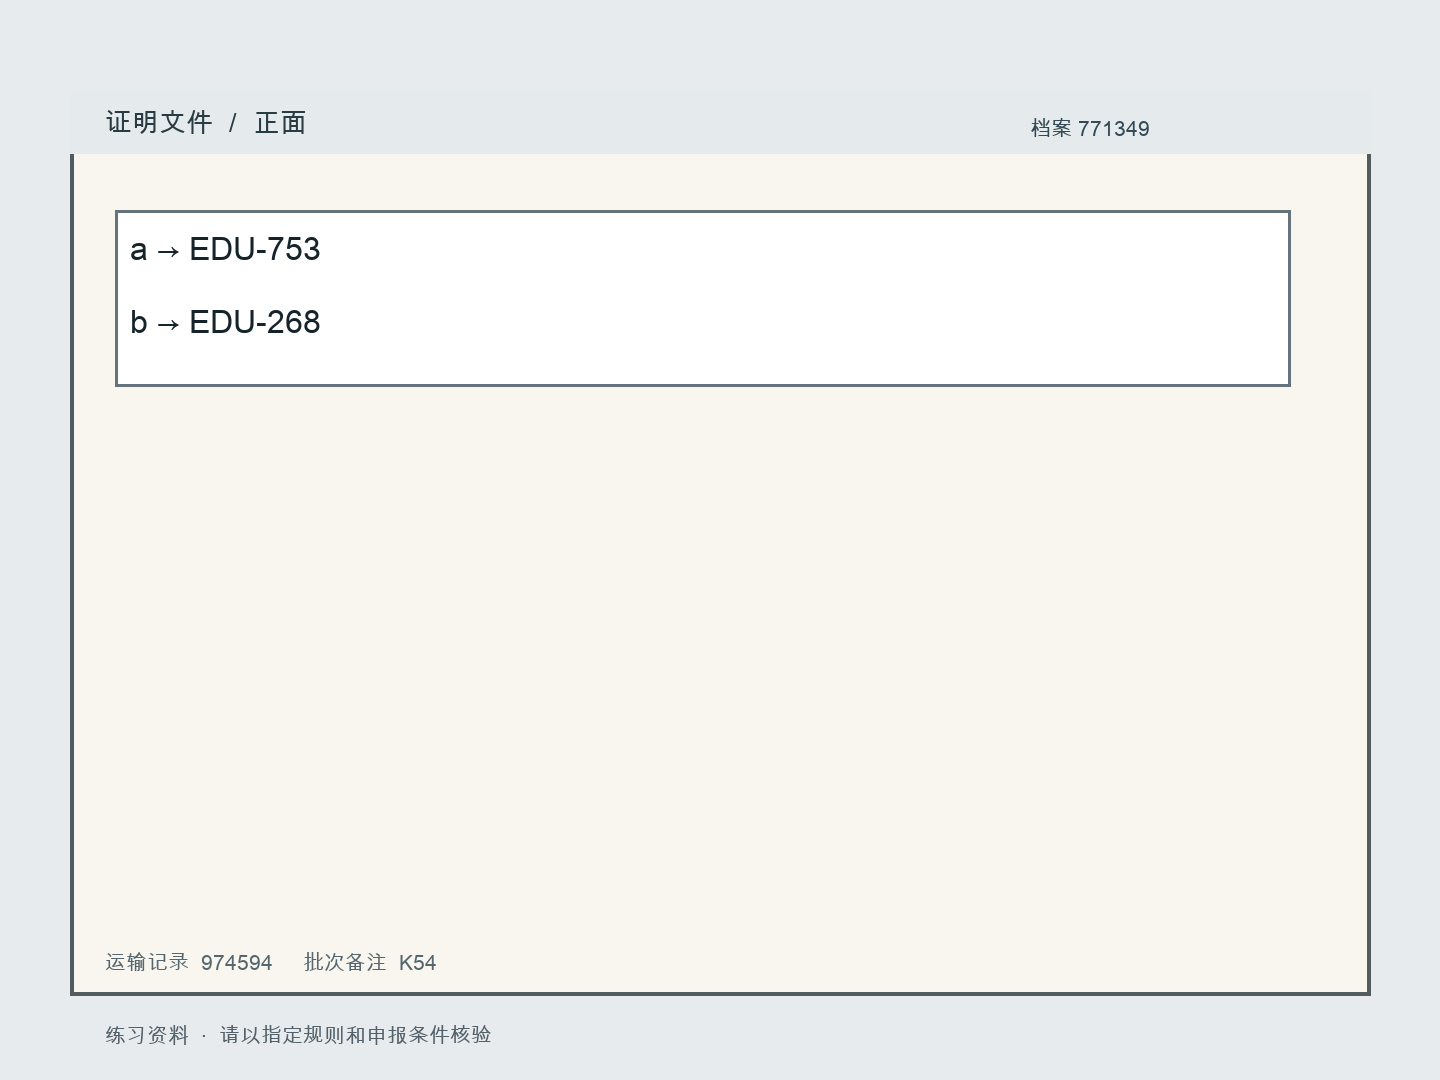 证明文件 / 正面
档案 771349
a → EDU-753
b → EDU-268
运输记录 974594 批次备注 K54
练习资料 · 请以指定规则和申报条件核验